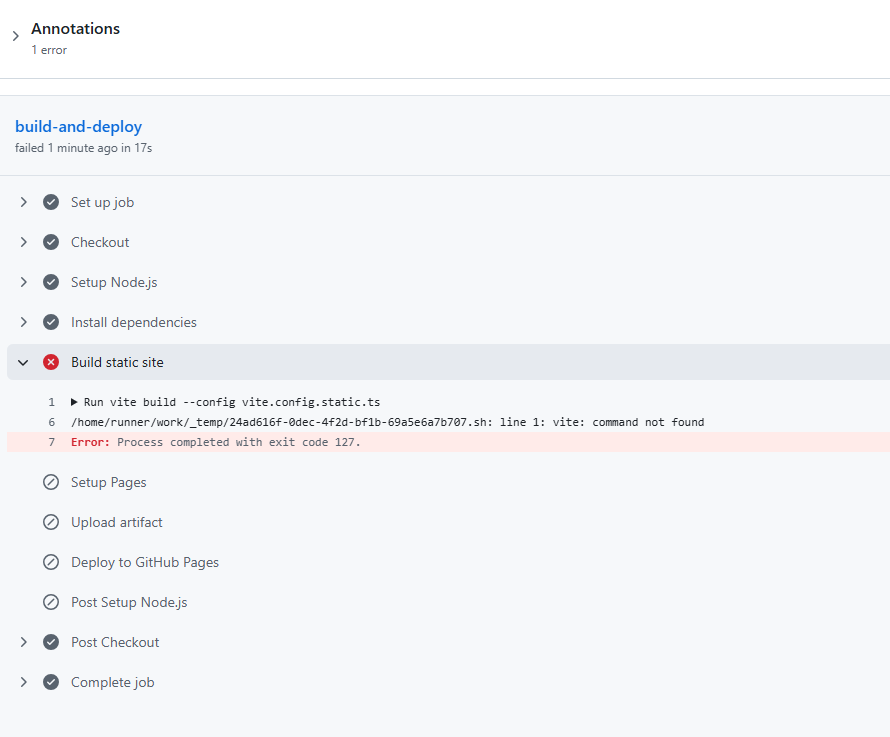 Annotations
1 error
build-and-deploy
failed 1 minute ago in 17s
Set up job
Checkout
Setup Node.js
Install dependencies
Build static site
1 Run vite build --config vite.config.static.ts
6 /home/runner/work/_temp/24ad616f-0dec-4f2d-bf1b-69a5e6a7b707.sh: line 1: vite: command not found
7 Error: Process completed with exit code 127.
Setup Pages
Upload artifact
Deploy to GitHub Pages
Post Setup Node.js
Post Checkout
Complete job